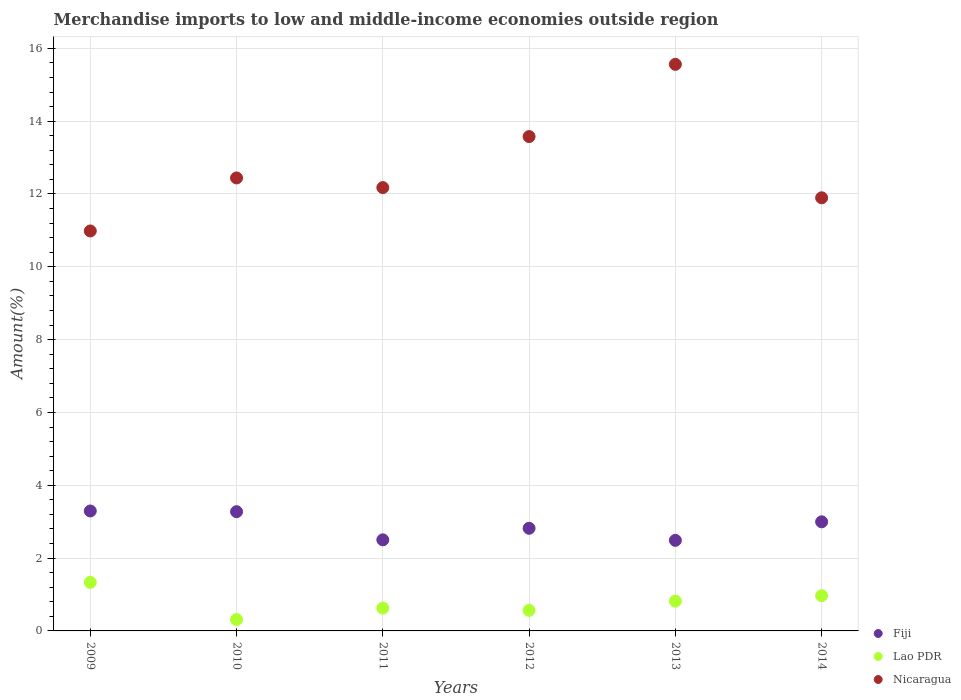 Merchandise imports to low and middle-income economies outside region
16
14
12
10
8
6
4
2
0
Amount(%)
2009
2010
2011
2012
2013
2014
Years
Fiji
Lao PDR
Nicaragua